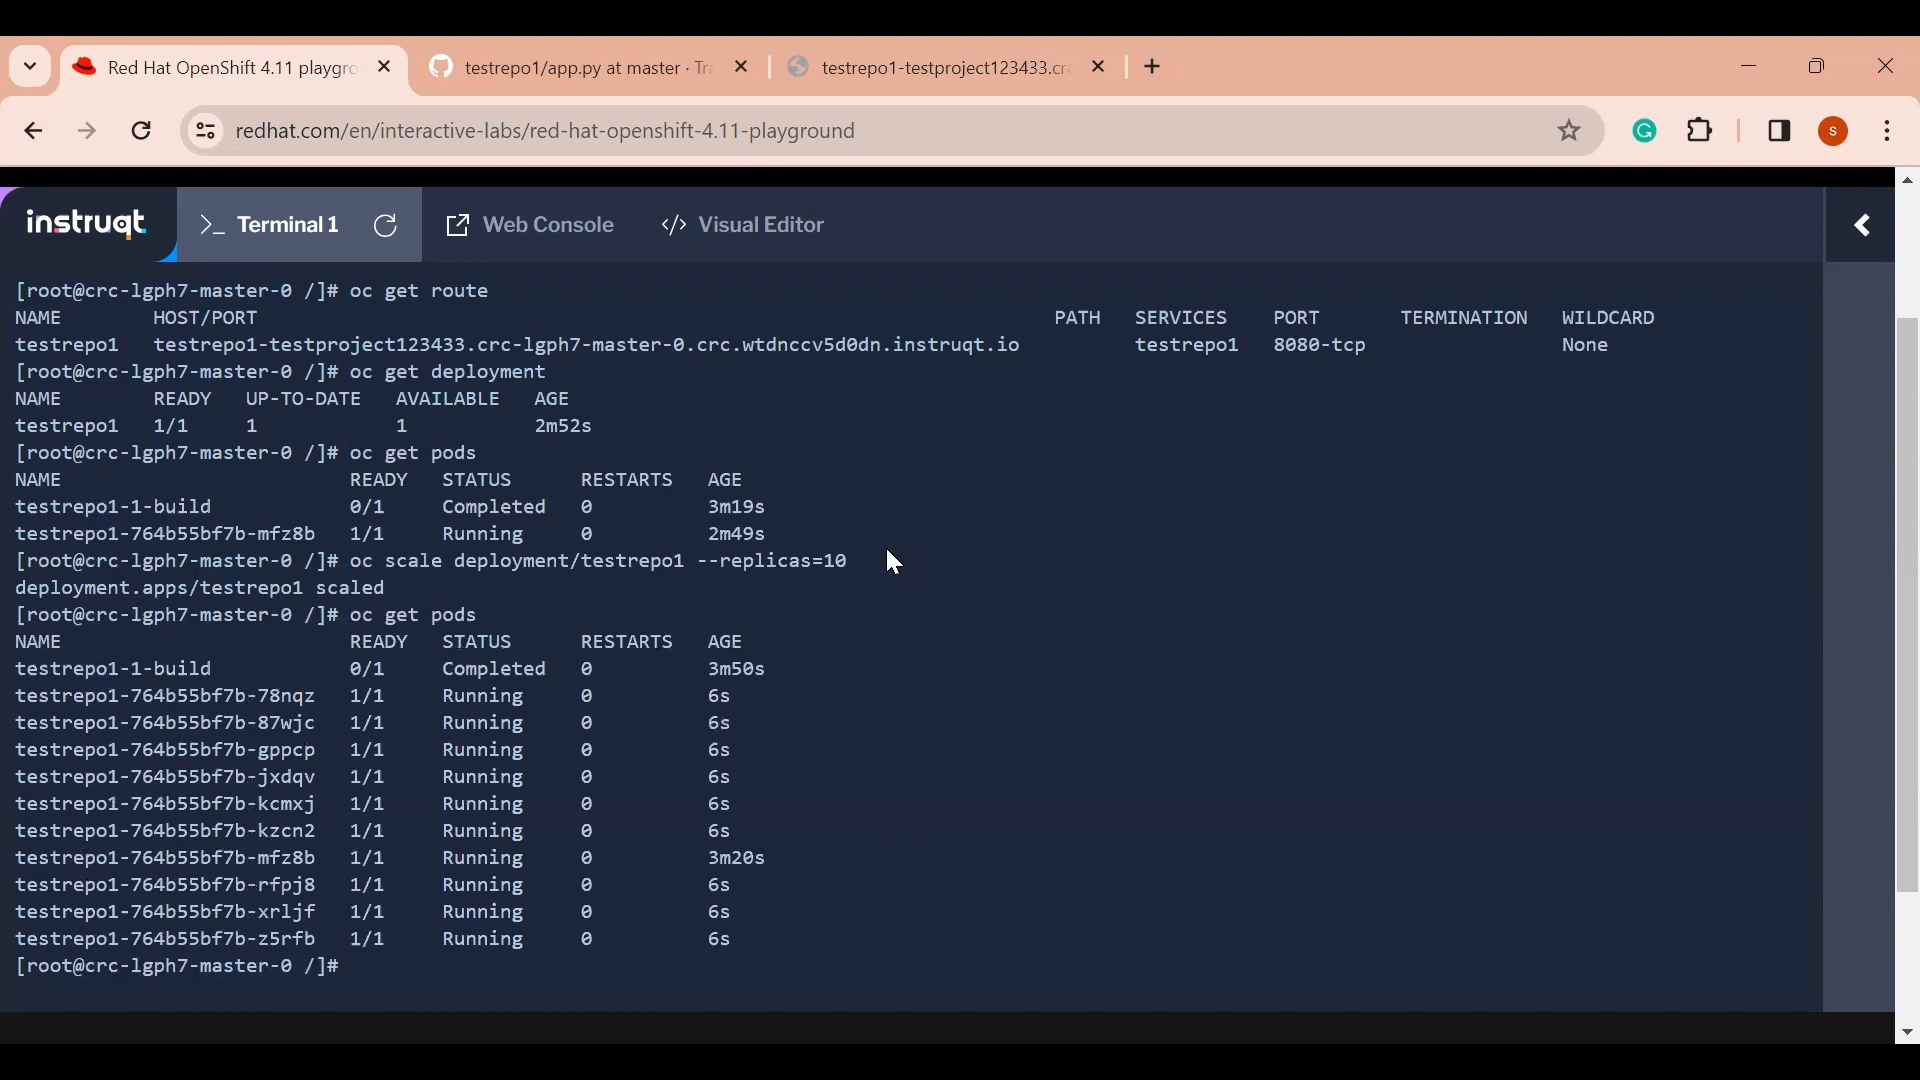 Red Hat OpenShift 4.11 playgro
testrepo1/app.py at master · Tra
testrepo1-testproject123433.cr
redhat.com/en/interactive-labs/red-hat-openshift-4.11-playground
S
instruqt
>_ Terminal 1
Web Console
</> Visual Editor
[root@crc-lgph7-master-0 /]# oc get route
NAME HOST/PORT PATH SERVICES PORT TERMINATION WILDCARD
testrepo1 testrepo1-testproject123433.crc-lgph7-master-0.crc.wtdnccv5d0dn.instruqt.io testrepo1 8080-tcp None
[root@crc-lgph7-master-0 /]# oc get deployment
NAME READY UP-TO-DATE AVAILABLE AGE
testrepo1 1/1 1 1 2m52s
[root@crc-lgph7-master-0 /]# oc get pods
NAME READY STATUS RESTARTS AGE
testrepo1-1-build 0/1 Completed 0 3m19s
testrepo1-764b55bf7b-mfz8b 1/1 Running 0 2m49s
[root@crc-lgph7-master-0 /]# oc scale deployment/testrepo1 --replicas=10
deployment.apps/testrepo1 scaled
[root@crc-lgph7-master-0 /]# oc get pods
NAME READY STATUS RESTARTS AGE
testrepo1-1-build 0/1 Completed 0 3m50s
testrepo1-764b55bf7b-78nqz 1/1 Running 0 6s
testrepo1-764b55bf7b-87wjc 1/1 Running 0 6s
testrepo1-764b55bf7b-gppcp 1/1 Running 0 6s
testrepo1-764b55bf7b-jxdqv 1/1 Running 0 6s
testrepo1-764b55bf7b-kcmxj 1/1 Running 0 6s
testrepo1-764b55bf7b-kzcn2 1/1 Running 0 6s
testrepo1-764b55bf7b-mfz8b 1/1 Running 0 3m20s
testrepo1-764b55bf7b-rfpj8 1/1 Running 0 6s
testrepo1-764b55bf7b-xrljf 1/1 Running 0 6s
testrepo1-764b55bf7b-z5rfb 1/1 Running 0 6s
[root@crc-lgph7-master-0 /]#